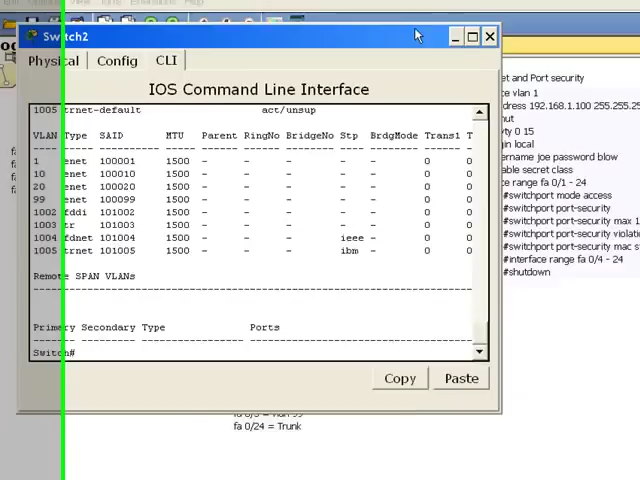 Switch2
Physical Config CLI
IOS Command Line Interface
1005 trnet-default act/unsup
VLAN Type SAID MTU Parent RingNo BridgeNo Stp BrdgMode Trans1 T
---- ----- ---------- ----- ------ ------ -------- ---- -------- ------
1 enet 100001 1500 - - - - - 0 0
10 enet 100010 1500 - - - - - 0 0
20 enet 100020 1500 - - - - - 0 0
99 enet 100099 1500 - - - - - 0 0
1002 fddi 101002 1500 - - - - - 0 0
1003 tr 101003 1500 - - - - - 0 0
1004 fdnet 101004 1500 - - - ieee - 0 0
1005 trnet 101005 1500 - - - ibm - 0 0
Remote SPAN VLANs
Primary Secondary Type Ports
Switch#
Copy Paste
et and Port security
ce vlan 1
dress 192.168.1.100 255.255.25
ty 0 15
gin local
ername joe password blow
able secret class
ce range fa 0/1 - 24
#switchport mode access
#switchport port-security
#switchport port-security max 1
#switchport port-security violati
#switchport port-security mac s
#interface range fa 0/4 - 24
#shutdown
fa 0/24 = Trunk